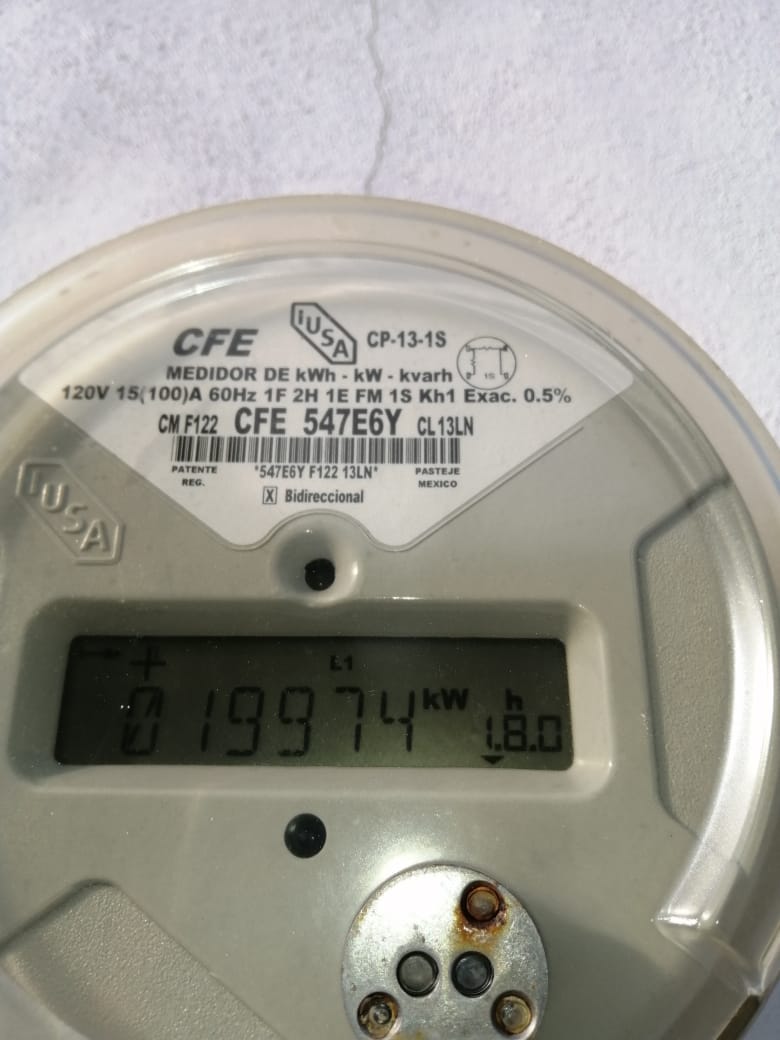 CFE IUSA CP-13-1S
1S
MEDIDOR DE kWh - kW - kvarh
120V 15(100)A 60Hz 1F 2H 1E FM 1S Kh1 Exac. 0.5%
CM F122 CFE 547E6Y CL 13LN
PATENTE REG. *547E6Y F122 13LN* PASTEJE MEXICO
X Bidireccional
IUSA
L1
019974 kW h 1.8.0